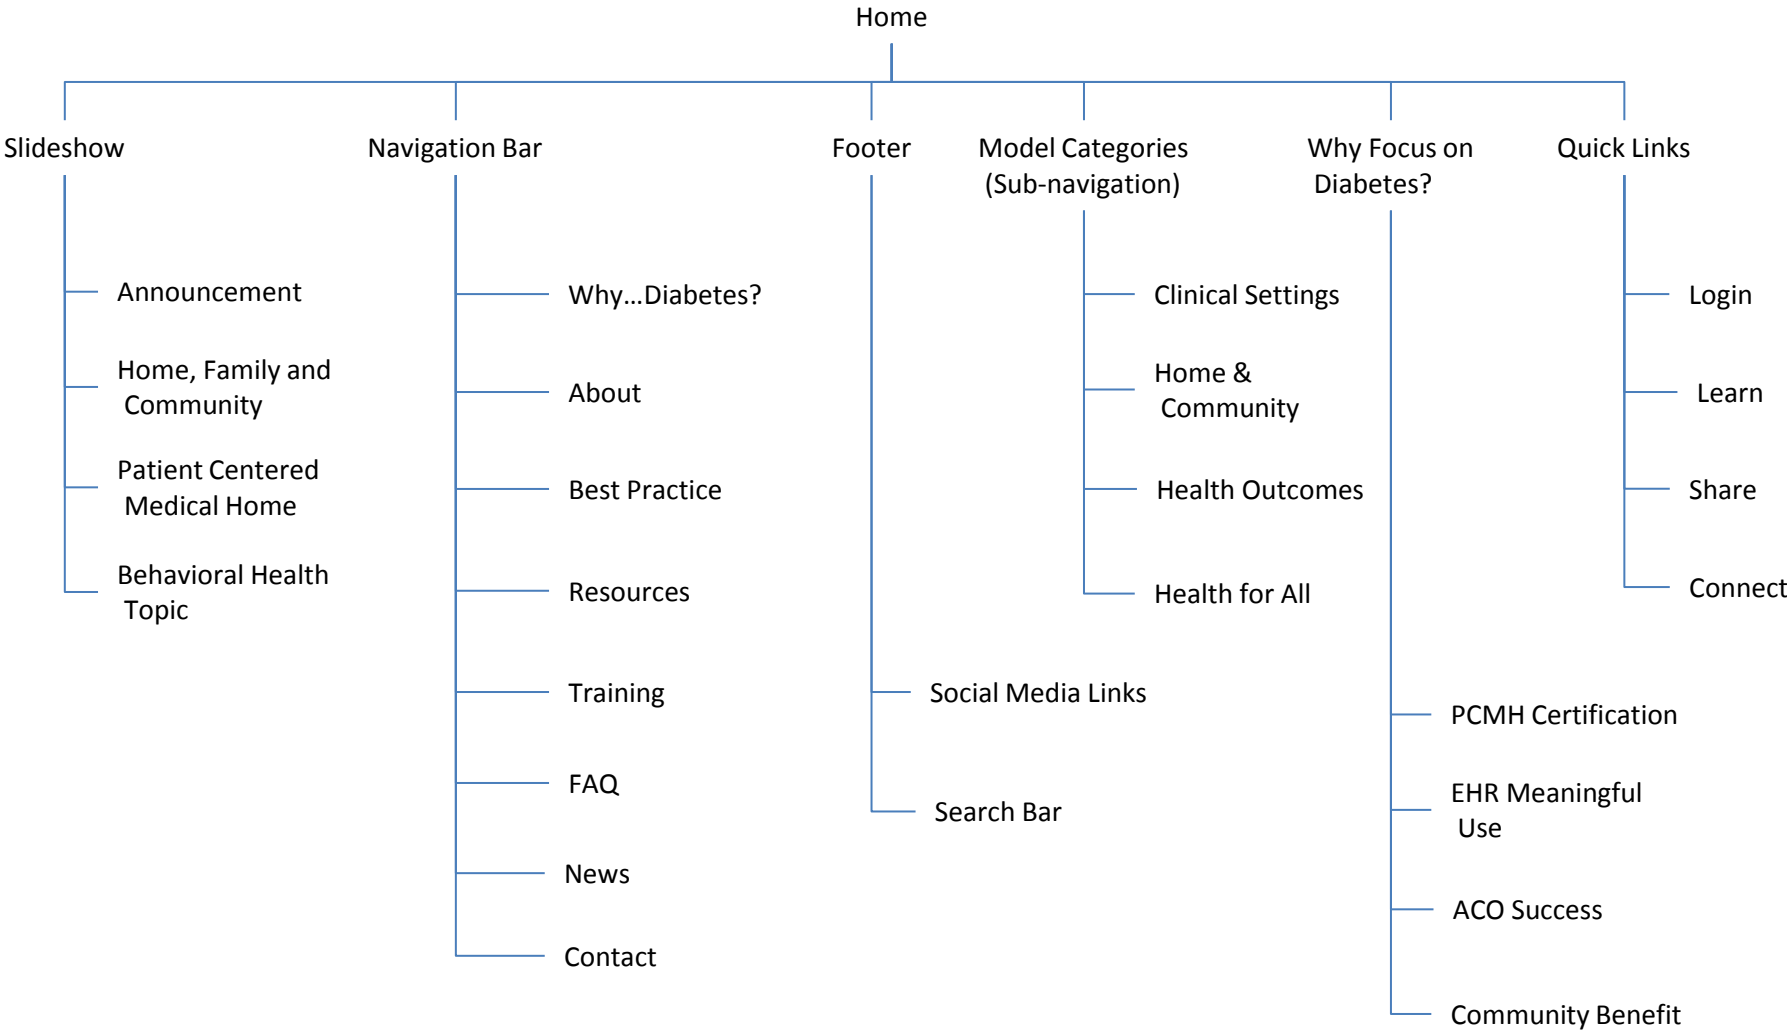 Home
Slideshow
Navigation Bar
Footer
Model Categories
(Sub-navigation)
Why Focus on
Diabetes?
Quick Links
Announcement
Home, Family and
Community
Patient Centered
Medical Home
Behavioral Health
Topic
Why...Diabetes?
About
Best Practice
Resources
Training
FAQ
News
Contact
Social Media Links
Search Bar
Clinical Settings
Home &
Community
Health Outcomes
Health for All
PCMH Certification
EHR Meaningful
Use
ACO Success
Community Benefit
Login
Learn
Share
Connect